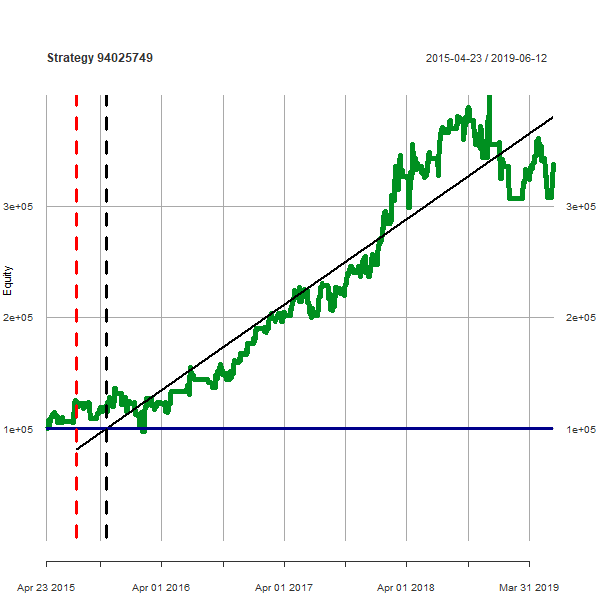 Strategy 94025749
2015-04-23 / 2019-06-12
3e+05
3e+05
Equity
2e+05
2e+05
1e+05
1e+05
Apr 23 2015
Apr 01 2016
Apr 01 2017
Apr 01 2018
Mar 31 2019